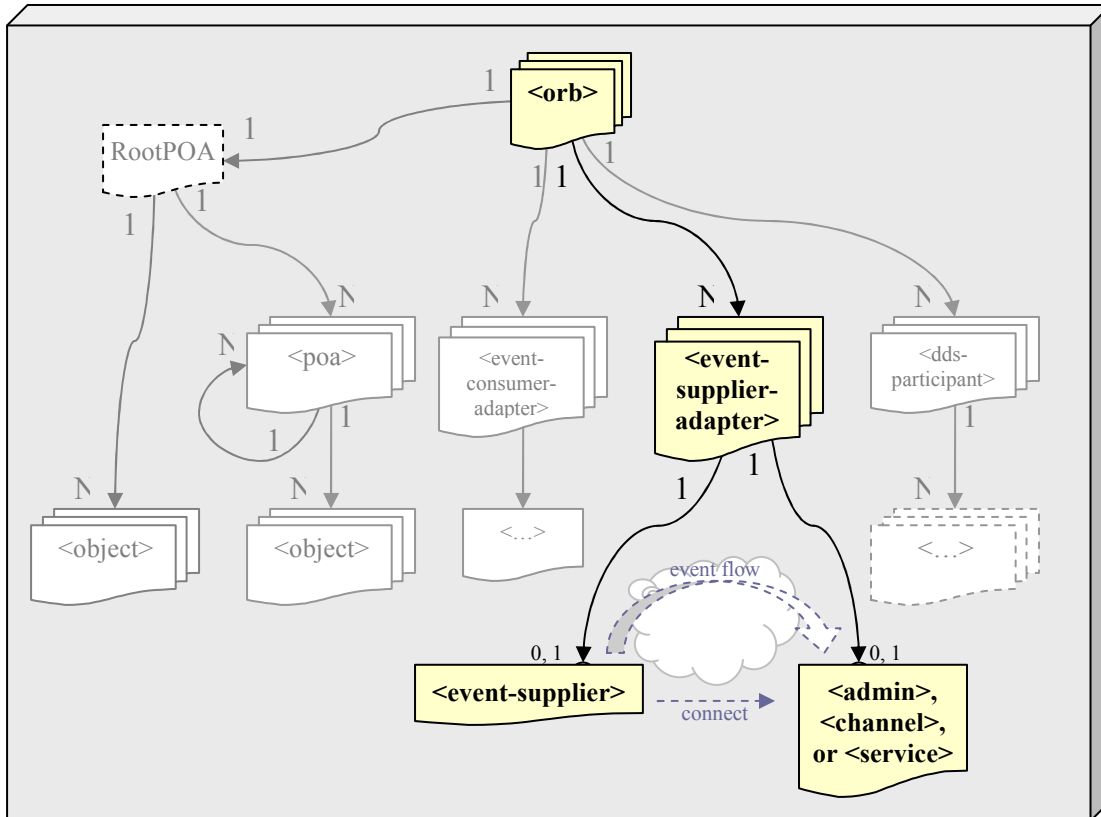 <orb>
1
1
RootPOA
1
1
1
1
1
N
N
N
N
N
<poa>
<event-
consumer-
adapter>
<event-
supplier-
adapter>
<dds-
participant>
1
1
1
1
1
N
N
N
<object>
<object>
<...>
<...>
event flow
0, 1
0, 1
<event-supplier>
connect
<admin>,
<channel>,
or <service>